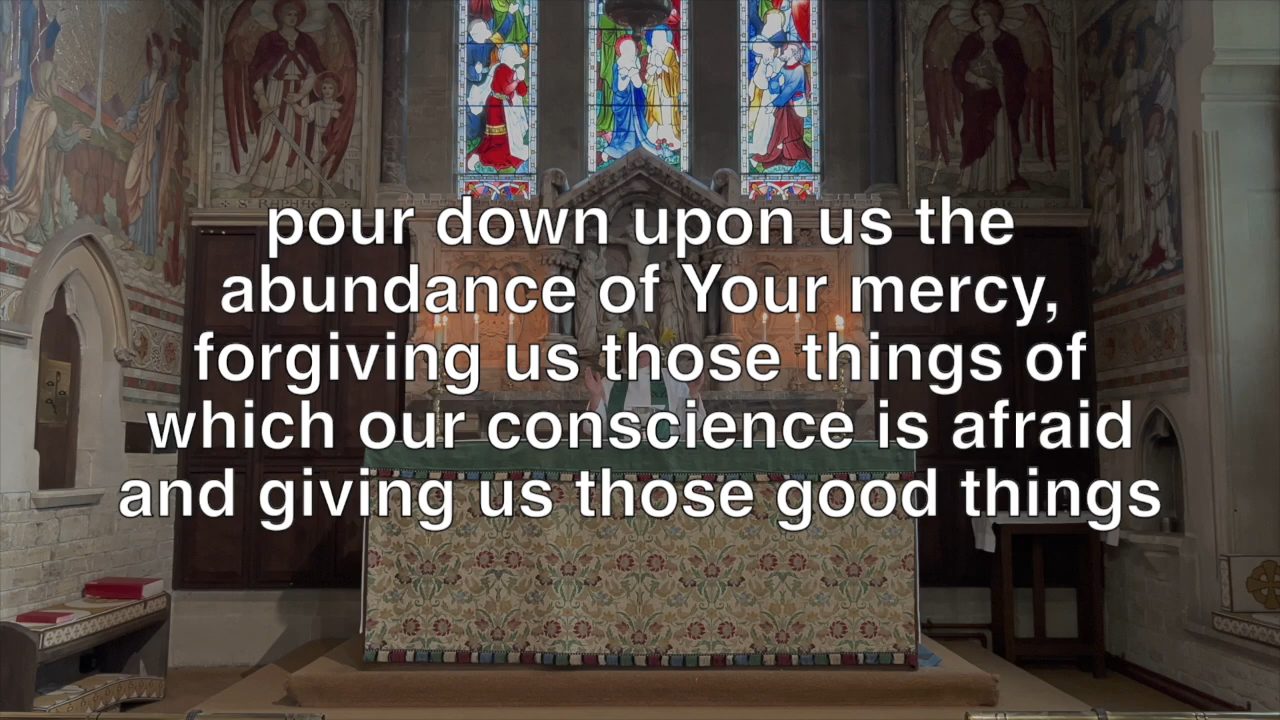 S RAPHAEL
pour down upon us the
abundance of Your mercy,
forgiving us those things of
which our conscience is afraid
and giving us those good things